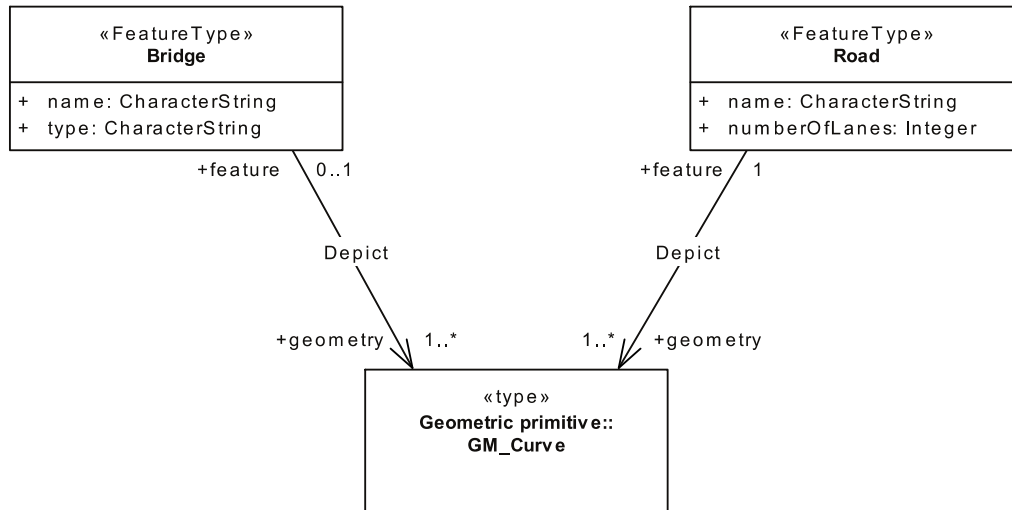 «FeatureType»
Bridge
+ name: CharacterString
+ type: CharacterString
«FeatureType»
Road
+ name: CharacterString
+ numberOfLanes: Integer
+feature 0..1
+feature 1
Depict
Depict
+geometry 1..*
1..* +geometry
«type»
Geometric primitive::
GM_Curve